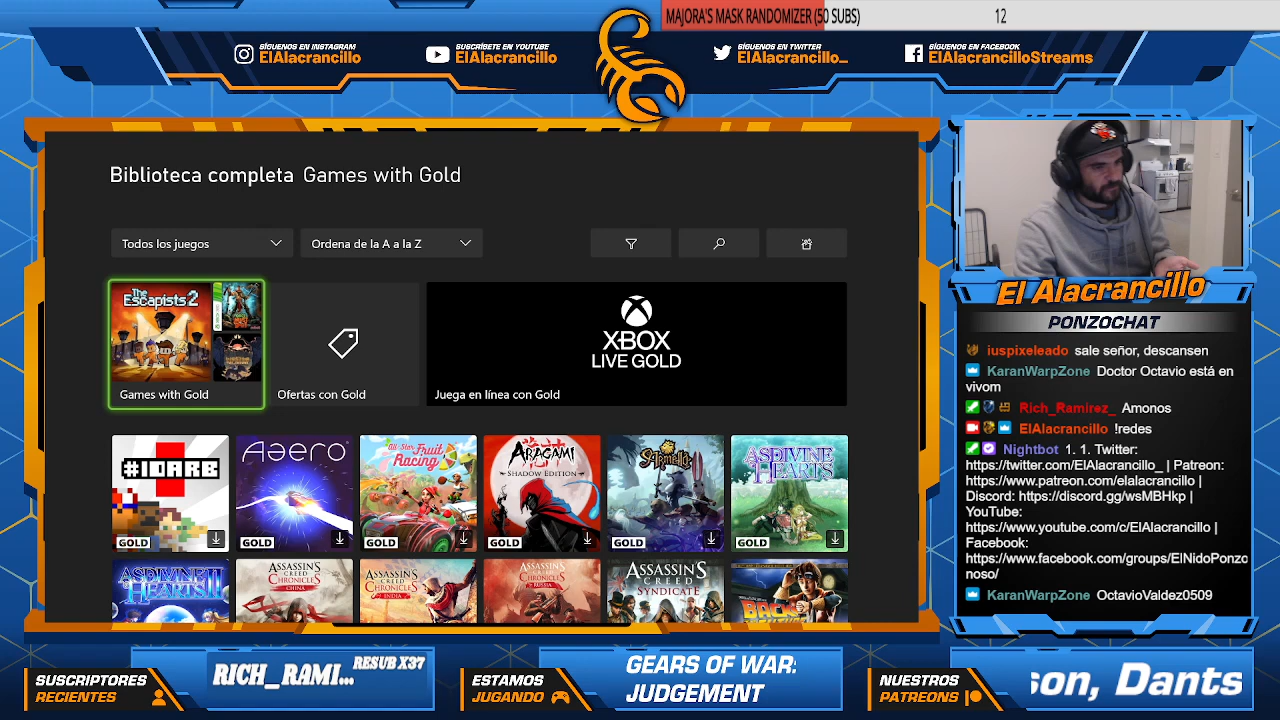 MAJORA'S MASK RANDOMIZER (50 SUBS)
12
SÍGUENOS EN INSTAGRAM
ElAlacrancillo
SUSCRÍBETE EN YOUTUBE
ElAlacrancillo
SÍGUENOS EN TWITTER
ElAlacrancillo_
SÍGUENOS EN FACEBOOK
ElAlacrancilloStreams
Biblioteca completa Games with Gold
Todos los juegos
Ordena de la A a la Z
The Escapists 2
Games with Gold
Ofertas con Gold
XBOX
LIVE GOLD
Juega en línea con Gold
#IDARB
GOLD
Aaero
GOLD
All-Star Fruit
Racing
GOLD
ARAGAMI
SHADOW EDITION
GOLD
Armello
GOLD
ASDIVINE
HEARTS
GOLD
ASDIVINE
HEARTS II
ASSASSIN'S
CREED
CHRONICLES
CHINA
ASSASSIN'S
CREED
CHRONICLES
INDIA
ASSASSIN'S
CREED
CHRONICLES
RUSSIA
ASSASSIN'S
CREED
SYNDICATE
BACK
El Alacrancillo
PONZOCHAT
iuspixeleado sale señor, descansen
KaranWarpZone Doctor Octavio está en
vivom
Rich_Ramirez_ Amonos
ElAlacrancillo !redes
Nightbot 1. 1. Twitter:
https://twitter.com/ElAlacrancillo_ | Patreon:
https://www.patreon.com/elalacrancillo |
Discord: https://discord.gg/wsMBHkp |
YouTube:
https://www.youtube.com/c/ElAlacrancillo |
Facebook:
https://www.facebook.com/groups/ElNidoPonzo
noso/
KaranWarpZone OctavioValdez0509
SUSCRIPTORES
RECIENTES
RICH_RAMI...
RESUB X37
ESTAMOS
JUGANDO
GEARS OF WAR:
JUDGEMENT
NUESTROS
PATREONS
son, Dants